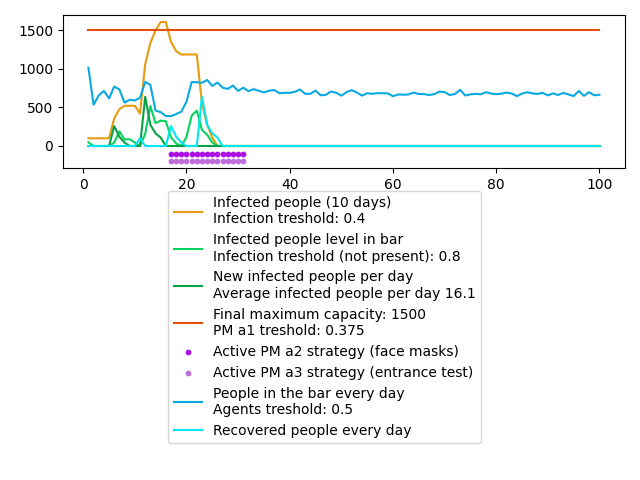 1500
1000
500
0
0
20
40
60
80
100
Infected people (10 days)
Infection treshold: 0.4
Infected people level in bar
Infection treshold (not present): 0.8
New infected people per day
Average infected people per day 16.1
Final maximum capacity: 1500
PM a1 treshold: 0.375
Active PM a2 strategy (face masks)
Active PM a3 strategy (entrance test)
People in the bar every day
Agents treshold: 0.5
Recovered people every day